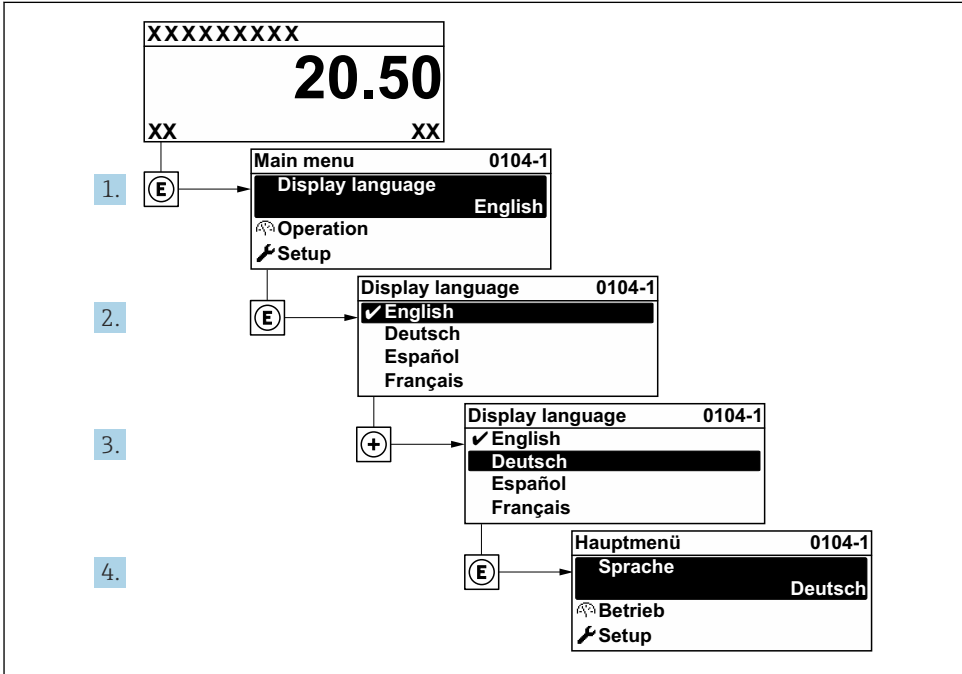 XXXXXXXXX
20.50
XX XX
1. E
Main menu 0104-1
Display language
English
Operation
Setup
2. E
Display language 0104-1
✔English
Deutsch
Español
Français
3. +
Display language 0104-1
✔English
Deutsch
Español
Français
4. E
Hauptmenü 0104-1
Sprache
Deutsch
Betrieb
Setup